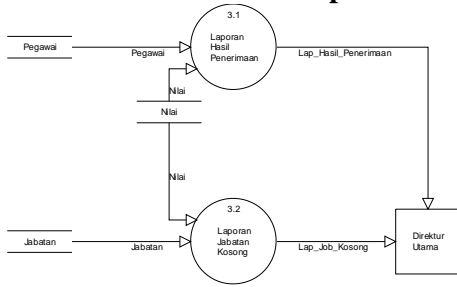 3.1
Pegawai
Pegawai
Laporan
Hasil
Penerimaan
Lap_Hasil_Penerimaan
Nilai
Nilai
Nilai
3.2
Jabatan
Jabatan
Laporan
Jabatan
Kosong
Lap_Job_Kosong
Direktur
Utama